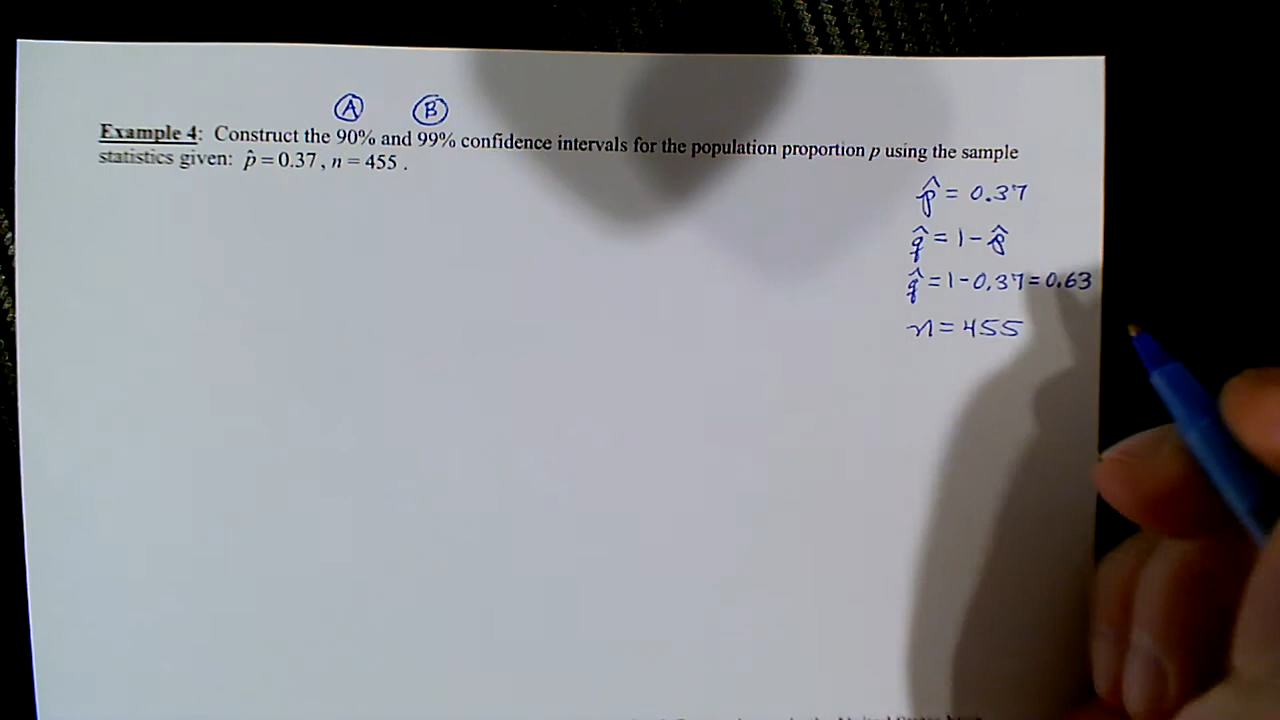 Ⓐ Ⓑ
Example 4: Construct the 90% and 99% confidence intervals for the population proportion p using the sample
statistics given: p̂ = 0.37, n = 455.
p̂ = 0.37
q̂ = 1 - p̂
q̂ = 1 - 0.37 = 0.63
n = 455